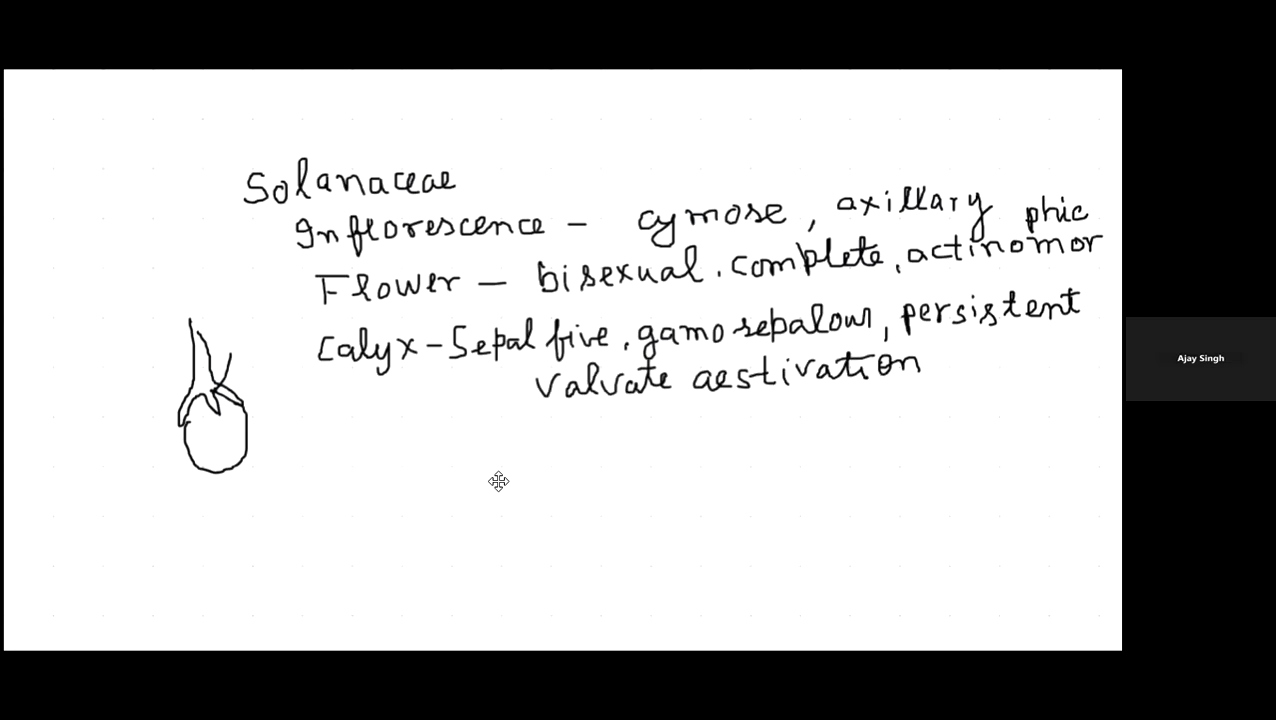 Solanaceae
Inflorescence - cymose, axillary
Flower - bisexual, complete, actinomor
phic
Calyx - Sepal five, gamosepalous, persistent
valvate aestivation
Ajay Singh